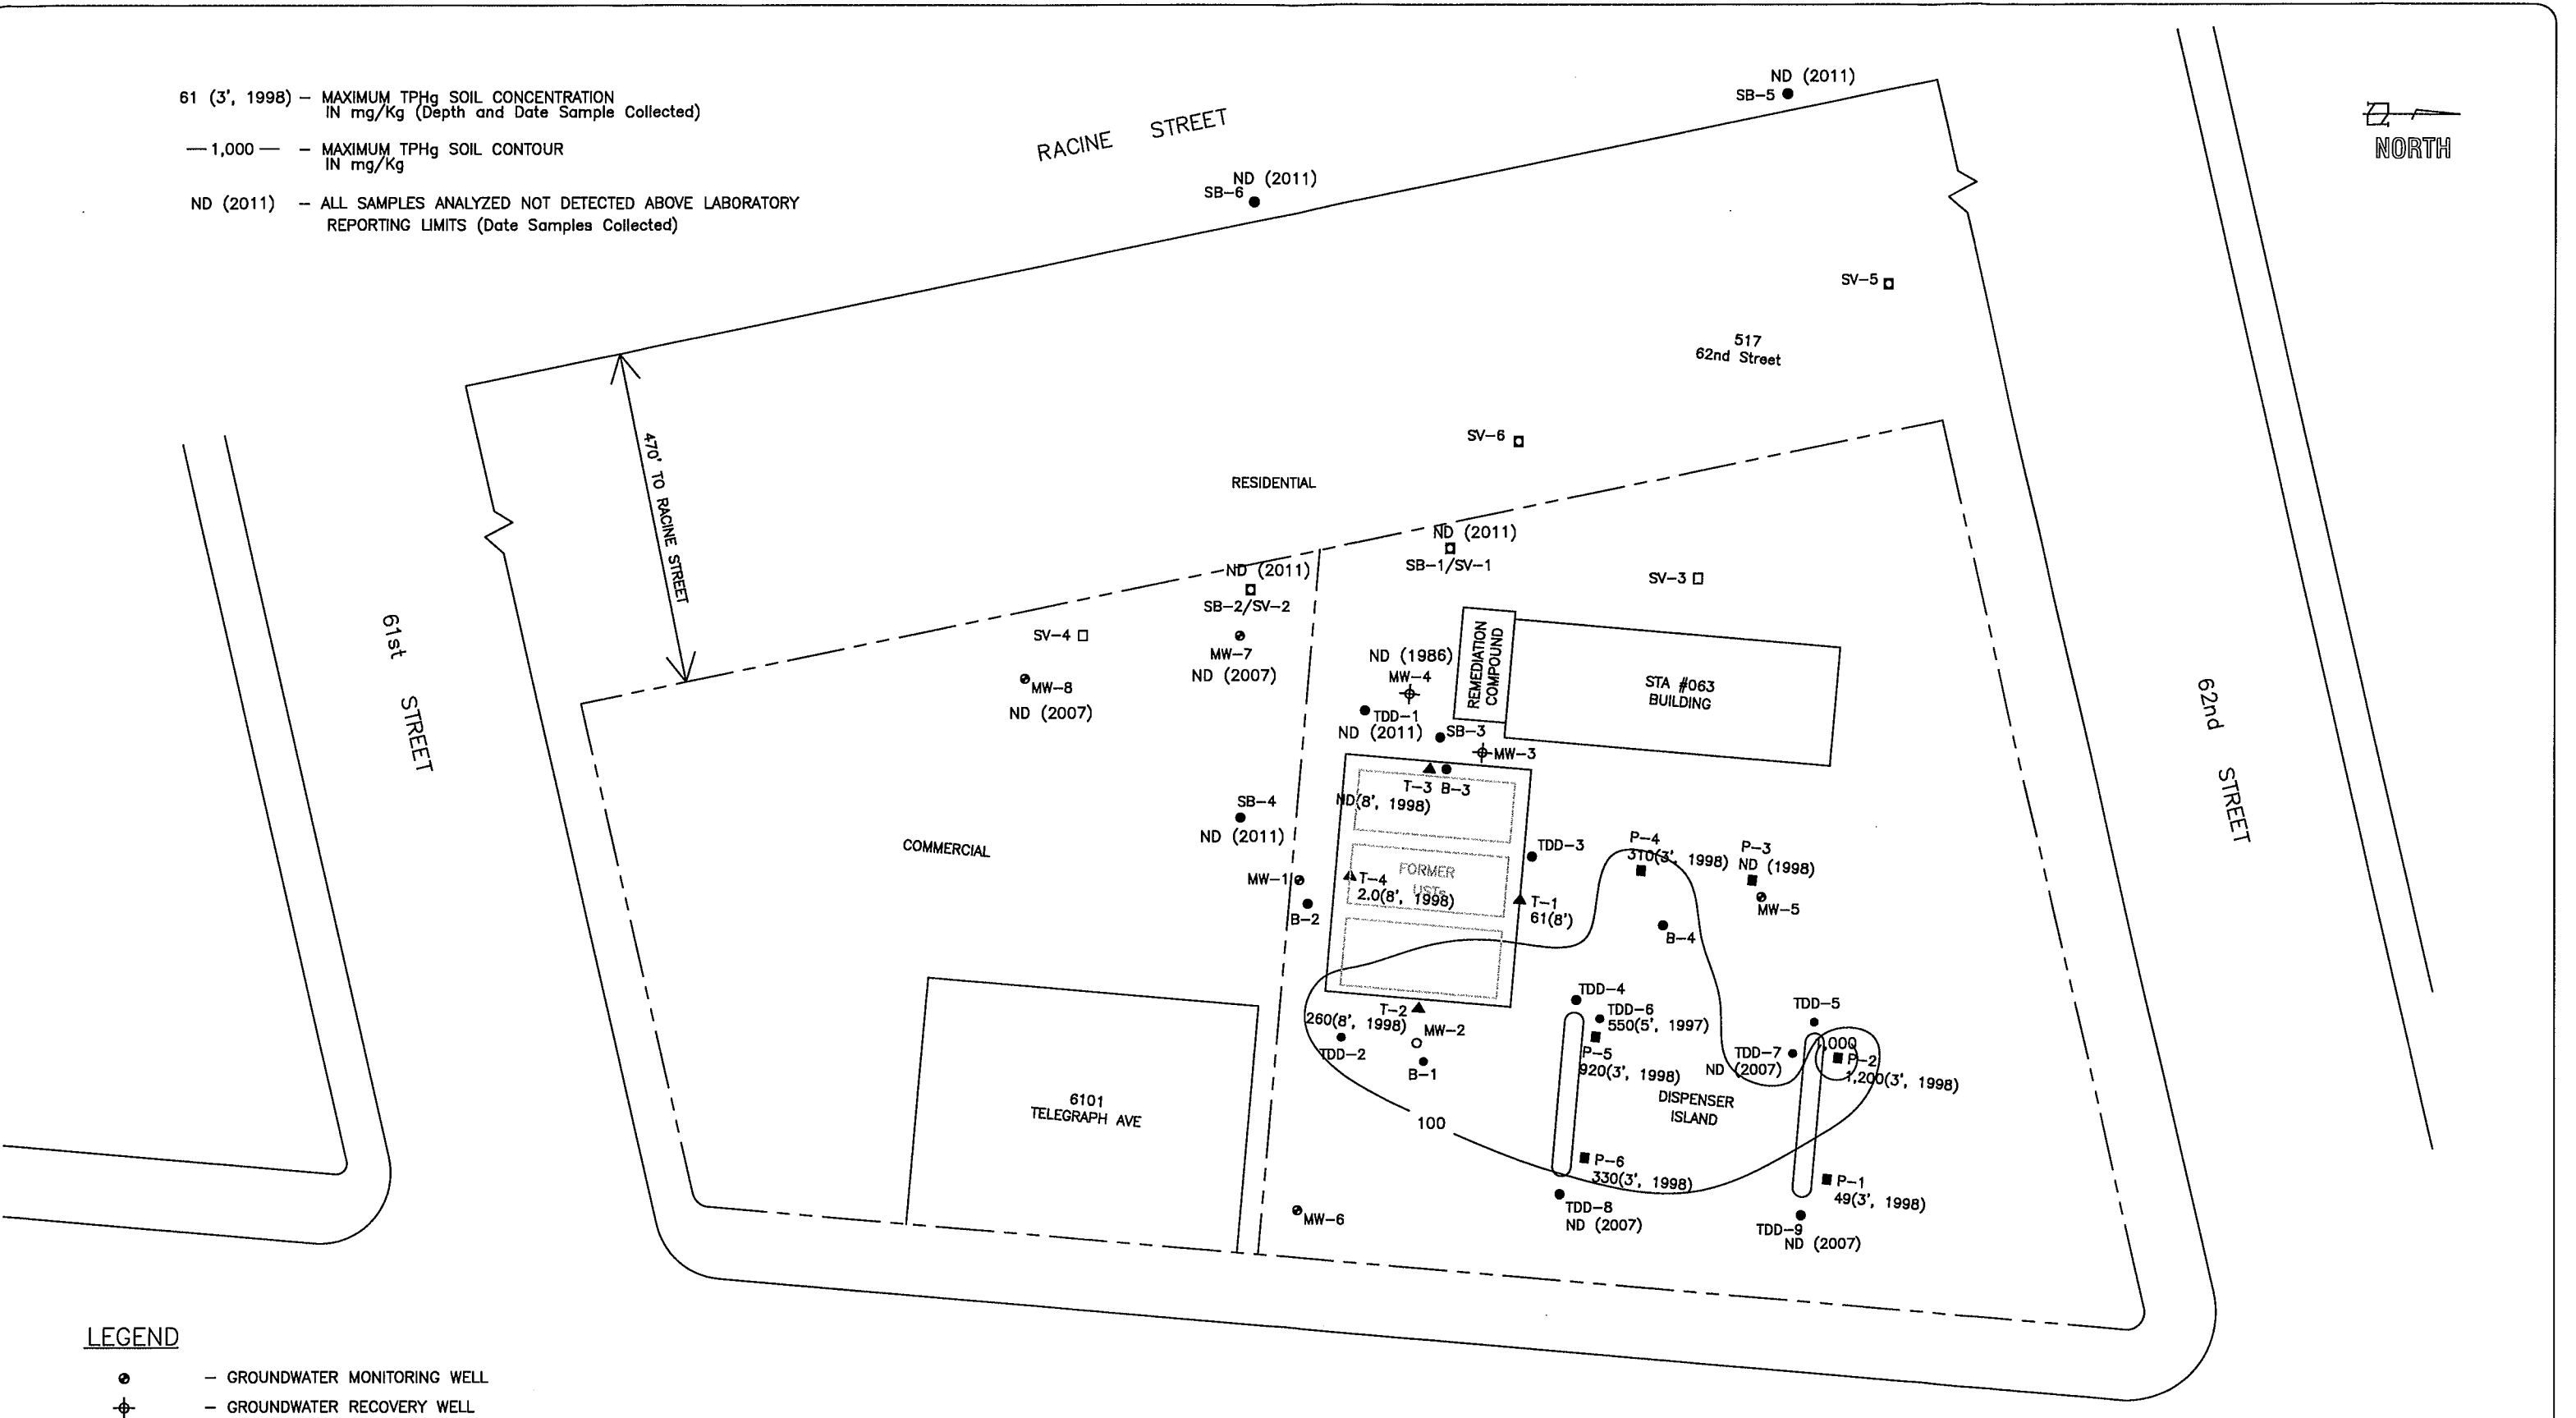 61 (3', 1998) – MAXIMUM TPHg SOIL CONCENTRATION
IN mg/Kg (Depth and Date Sample Collected)
— 1,000 — – MAXIMUM TPHg SOIL CONTOUR
IN mg/Kg
ND (2011) – ALL SAMPLES ANALYZED NOT DETECTED ABOVE LABORATORY
REPORTING LIMITS (Date Samples Collected)
RACINE STREET
ND (2011)
SB-5
NORTH
ND (2011)
SB-6
SV-5
517
62nd Street
SV-6
470' TO RACINE STREET
RESIDENTIAL
ND (2011)
SB-1/SV-1
ND (2011)
SB-2/SV-2
SV-3
SV-4
61st STREET
MW-7
ND (2007)
MW-8
ND (2007)
ND (1986)
MW-4
REMEDIATION
COMPOUND
STA #063
BUILDING
62nd STREET
TDD-1
ND (2011)
SB-3
MW-3
T-3 B-3
ND(8', 1998)
SB-4
ND (2011)
COMMERCIAL
TDD-3
P-4
310(3', 1998)
P-3
ND (1998)
MW-5
MW-1
T-4
2.0(8', 1998)
FORMER
USTs
T-1
61(8')
B-2
B-4
TDD-4
TDD-6
550(5', 1997)
TDD-5
T-2
260(8', 1998)
MW-2
TDD-2
B-1
P-5
920(3', 1998)
TDD-7
ND (2007)
,000
P-2
1,200(3', 1998)
DISPENSER
ISLAND
6101
TELEGRAPH AVE
100
P-6
330(3', 1998)
P-1
49(3', 1998)
MW-6
TDD-8
ND (2007)
TDD-9
ND (2007)
LEGEND
– GROUNDWATER MONITORING WELL
– GROUNDWATER RECOVERY WELL